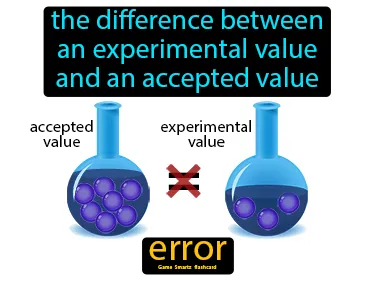 the difference between
an experimental value
and an accepted value
accepted
value
experimental
value
error
Game Smartz flashcard